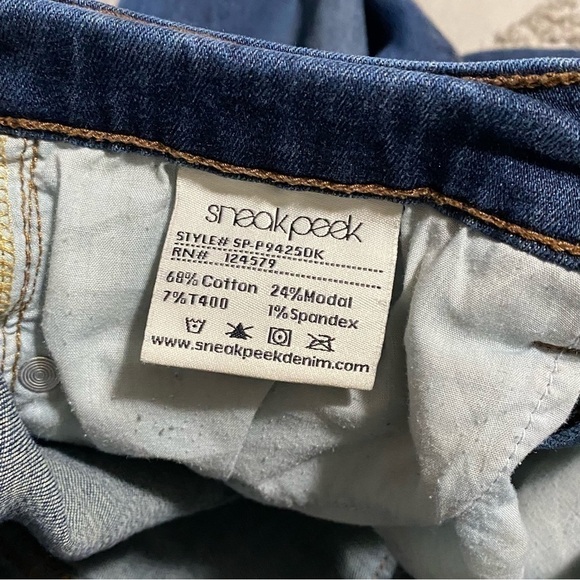 sneakpeek
STYLE# SP-P9425DK
RN# 124579
68% Cotton 24%Modal
7%T400 1%Spandex
www.sneakpeekdenim.com